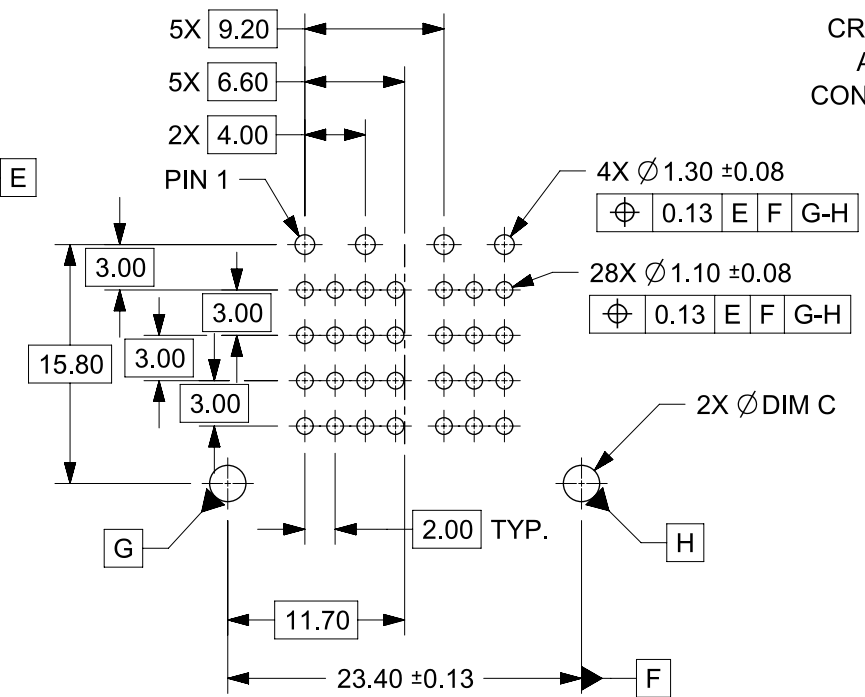 5X 9.20
CR
5X 6.60
A
CON
2X 4.00
E
PIN 1
4X ∅1.30 ±0.08
⌖ 0.13 E F G-H
3.00
28X ∅1.10 ±0.08
3.00
⌖ 0.13 E F G-H
3.00
15.80
3.00
2X ∅DIM C
2.00 TYP.
G
H
11.70
23.40 ±0.13
F